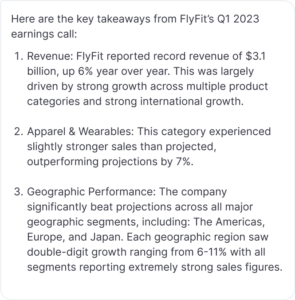 Here are the key takeaways from FlyFit's Q1 2023
earnings call:
1. Revenue: FlyFit reported record revenue of $3.1
billion, up 6% year over year. This was largely
driven by strong growth across multiple product
categories and strong international growth.
2. Apparel & Wearables: This category experienced
slightly stronger sales than projected,
outperforming projections by 7%.
3. Geographic Performance: The company
significantly beat projections across all major
geographic segments, including: The Americas,
Europe, and Japan. Each geographic region saw
double-digit growth ranging from 6-11% with all
segments reporting extremely strong sales figures.